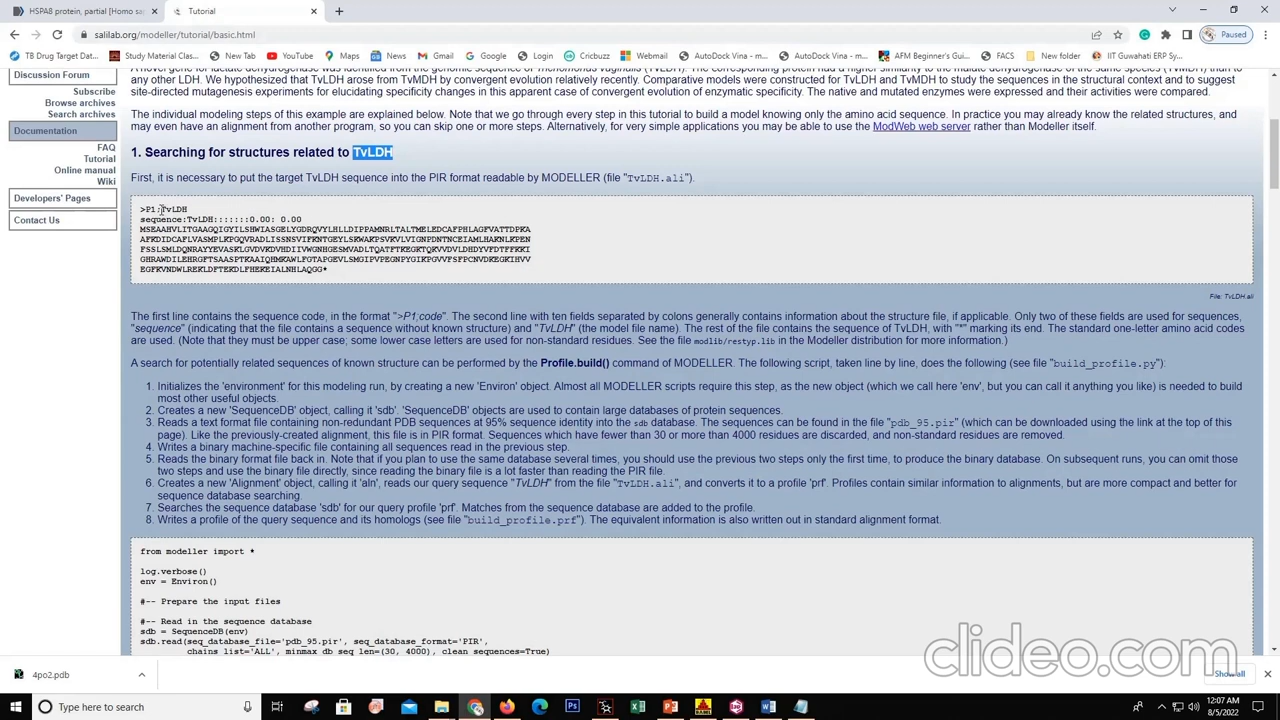 HSPA8 protein, partial [Homo sap
Tutorial
salilab.org/modeller/tutorial/basic.html
Paused
TB Drug Target Dat...
Study Material Clas...
New Tab
YouTube
Maps
News
Gmail
Google
Login
Cricbuzz
Webmail
AutoDock Vina - m...
AutoDock Vina - m...
AFM Beginner's Gu...
FACS
New folder
IIT Guwahati ERP Sy...
Discussion Forum
Subscribe
Browse archives
Search archives
Documentation
FAQ
Tutorial
Online manual
Wiki
Developers' Pages
Contact Us
any other LDH. We hypothesized that TvLDH arose from TvMDH by convergent evolution relatively recently. Comparative models were constructed for TvLDH and TvMDH to study the sequences in the structural context and to suggest
site-directed mutagenesis experiments for elucidating specificity changes in this apparent case of convergent evolution of enzymatic specificity. The native and mutated enzymes were expressed and their activities were compared.
The individual modeling steps of this example are explained below. Note that we go through every step in this tutorial to build a model knowing only the amino acid sequence. In practice you may already know the related structures, and
may even have an alignment from another program, so you can skip one or more steps. Alternatively, for very simple applications you may be able to use the ModWeb web server rather than Modeller itself.
1. Searching for structures related to TvLDH
First, it is necessary to put the target TvLDH sequence into the PIR format readable by MODELLER (file "TvLDH.ali").
>P1;TvLDH
sequence:TvLDH:::::::0.00: 0.00
MSEAAHVLITGAAGQIGYILSHWIASGELYGDRQVYLHLLDIPPAMNRLTALTMELEDCAFPHLAGFVATTDPKA
AFKDIDCAFLVASMPLKPGQVRADLISSNSVIFKNTGEYLSKWAKPSVKVLVIGNPDNTNCEIAMLHAKNLKPEN
FSSLSMLDQNRAYYEVASKLGVDVKDVHDIIVWGNHGESMVADLTQATFTKEGKTQKVVDVLDHDYVFDTFFKKI
GHRAWDILEHRGFTSAASPTKAAIQHMKAWLFGTAPGEVLSMGIPVPEGNPYGIKPGVVFSFPCNVDKEGKIHVV
EGFKVNDWLREKLDFTEKDLFHEKEIALNHLAQGG*
File: TvLDH.ali
The first line contains the sequence code, in the format ">P1;code". The second line with ten fields separated by colons generally contains information about the structure file, if applicable. Only two of these fields are used for sequences,
"sequence" (indicating that the file contains a sequence without known structure) and "TvLDH" (the model file name). The rest of the file contains the sequence of TvLDH, with "*" marking its end. The standard one-letter amino acid codes
are used. (Note that they must be upper case; some lower case letters are used for non-standard residues. See the file modlib/restyp.lib in the Modeller distribution for more information.)
A search for potentially related sequences of known structure can be performed by the Profile.build() command of MODELLER. The following script, taken line by line, does the following (see file "build_profile.py"):
1. Initializes the 'environment' for this modeling run, by creating a new 'Environ' object. Almost all MODELLER scripts require this step, as the new object (which we call here 'env', but you can call it anything you like) is needed to build
most other useful objects.
2. Creates a new 'SequenceDB' object, calling it 'sdb'. 'SequenceDB' objects are used to contain large databases of protein sequences.
3. Reads a text format file containing non-redundant PDB sequences at 95% sequence identity into the sdb database. The sequences can be found in the file "pdb_95.pir" (which can be downloaded using the link at the top of this
page). Like the previously-created alignment, this file is in PIR format. Sequences which have fewer than 30 or more than 4000 residues are discarded, and non-standard residues are removed.
4. Writes a binary machine-specific file containing all sequences read in the previous step.
5. Reads the binary format file back in. Note that if you plan to use the same database several times, you should use the previous two steps only the first time, to produce the binary database. On subsequent runs, you can omit those
two steps and use the binary file directly, since reading the binary file is a lot faster than reading the PIR file.
6. Creates a new 'Alignment' object, calling it 'aln', reads our query sequence "TvLDH" from the file "TvLDH.ali", and converts it to a profile 'prf'. Profiles contain similar information to alignments, but are more compact and better for
sequence database searching.
7. Searches the sequence database 'sdb' for our query profile 'prf'. Matches from the sequence database are added to the profile.
8. Writes a profile of the query sequence and its homologs (see file "build_profile.prf"). The equivalent information is also written out in standard alignment format.
from modeller import *
log.verbose()
env = Environ()
#-- Prepare the input files
#-- Read in the sequence database
sdb = SequenceDB(env)
sdb.read(seq_database_file='pdb_95.pir', seq_database_format='PIR',
chains_list='ALL', minmax_db_seq_len=(30, 4000), clean_sequences=True)
clideo.com
4po2.pdb
Show all
Type here to search
12:07 AM
8/5/2022